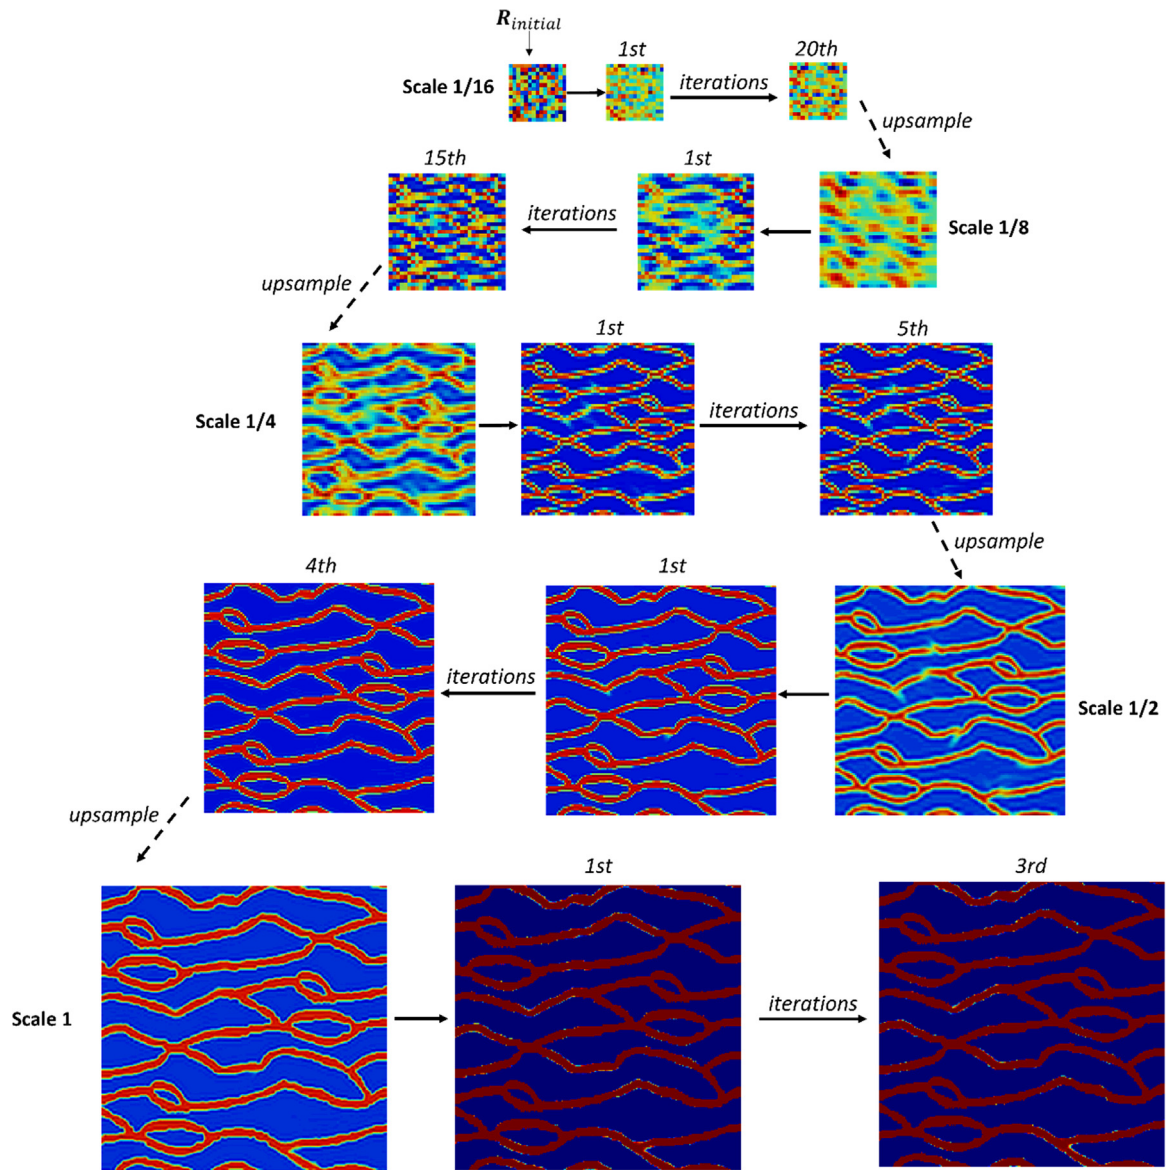 R_initial
1st
20th
Scale 1/16
iterations
upsample
15th
1st
iterations
Scale 1/8
upsample
1st
5th
Scale 1/4
iterations
upsample
4th
1st
iterations
Scale 1/2
upsample
1st
3rd
Scale 1
iterations